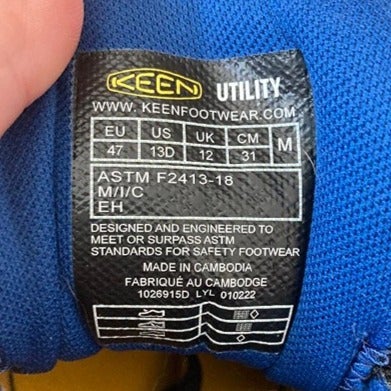 KEEN UTILITY
WWW.KEENFOOTWEAR.COM
EU US UK CM M
47 13D 12 31
ASTM F2413-18
M/I/C
EH
DESIGNED AND ENGINEERED TO
MEET OR SURPASS ASTM
STANDARDS FOR SAFETY FOOTWEAR
MADE IN CAMBODIA
FABRIQUÉ AU CAMBODGE
1026915D LYL 010222